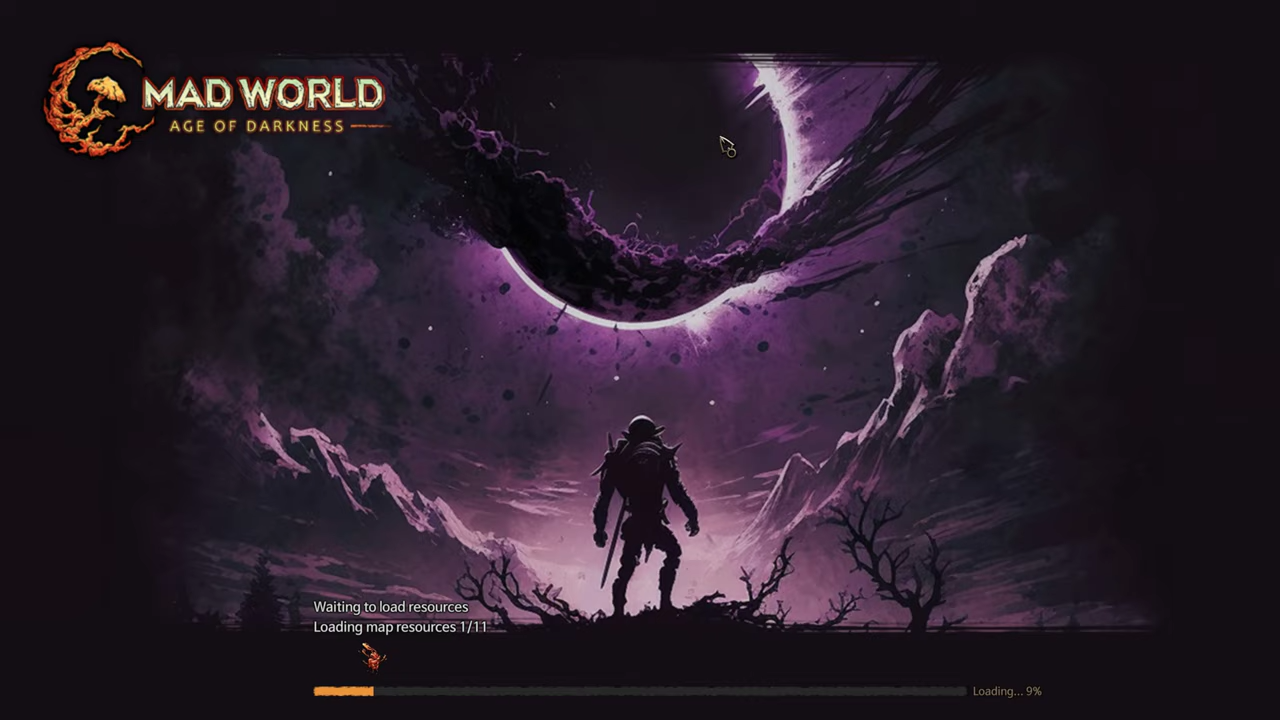 MAD WORLD
AGE OF DARKNESS
Waiting to load resources
Loading map resources 1/11
Loading... 9%